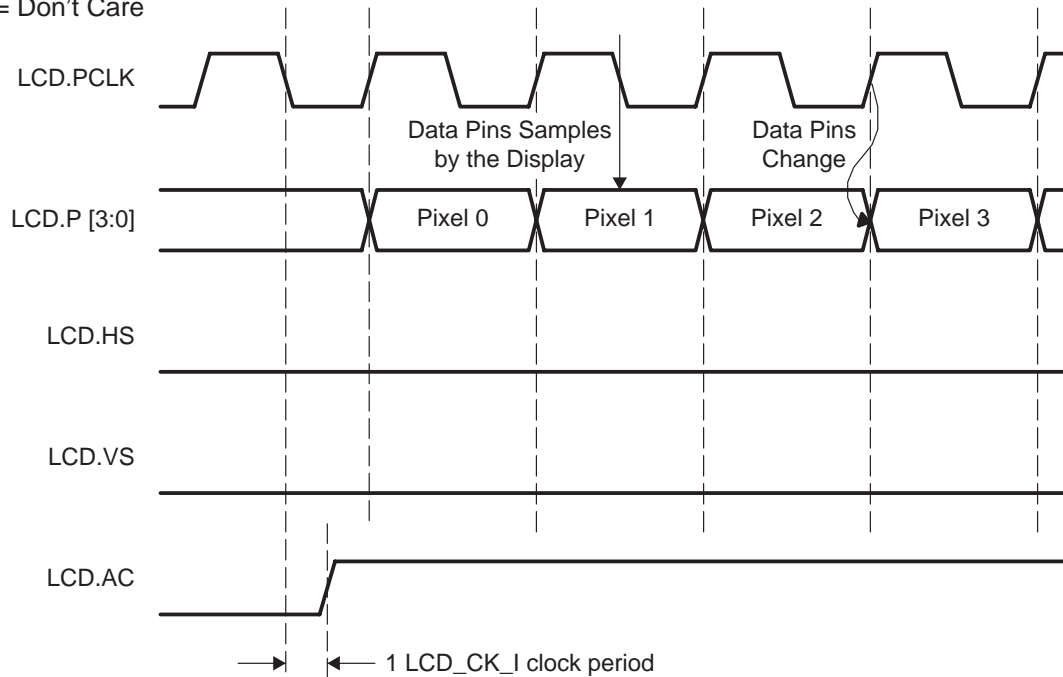 = Don't Care
LCD.PCLK
Data Pins Samples
by the Display
Data Pins
Change
LCD.P [3:0]
Pixel 0
Pixel 1
Pixel 2
Pixel 3
LCD.HS
LCD.VS
LCD.AC
1 LCD_CK_I clock period